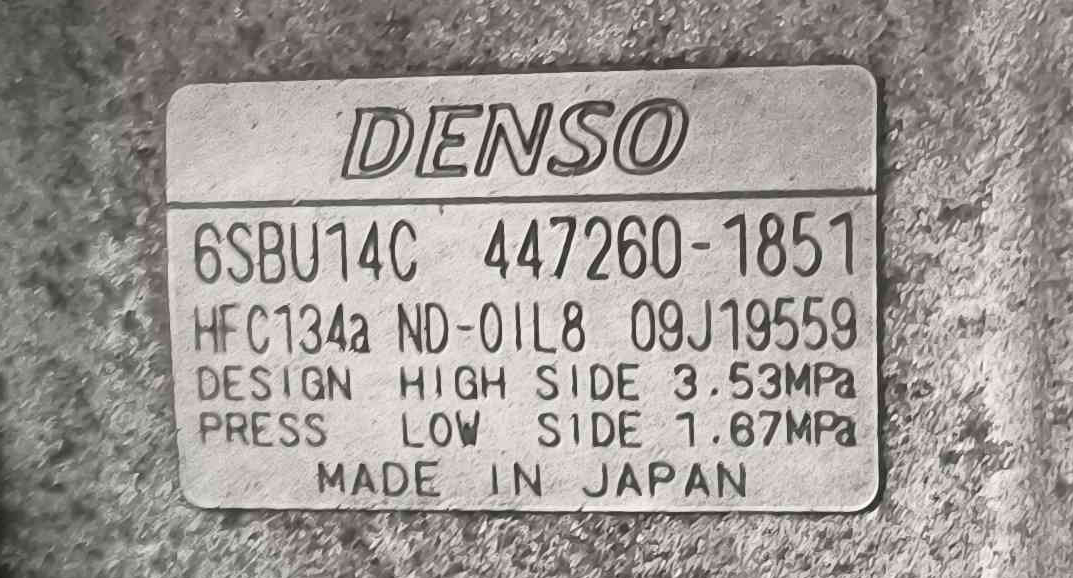 DENSO
6SBU14C 447260-1851
HFC134a ND-OIL8 09J19559
DESIGN HIGH SIDE 3.53MPa
PRESS LOW SIDE 1.67MPa
MADE IN JAPAN